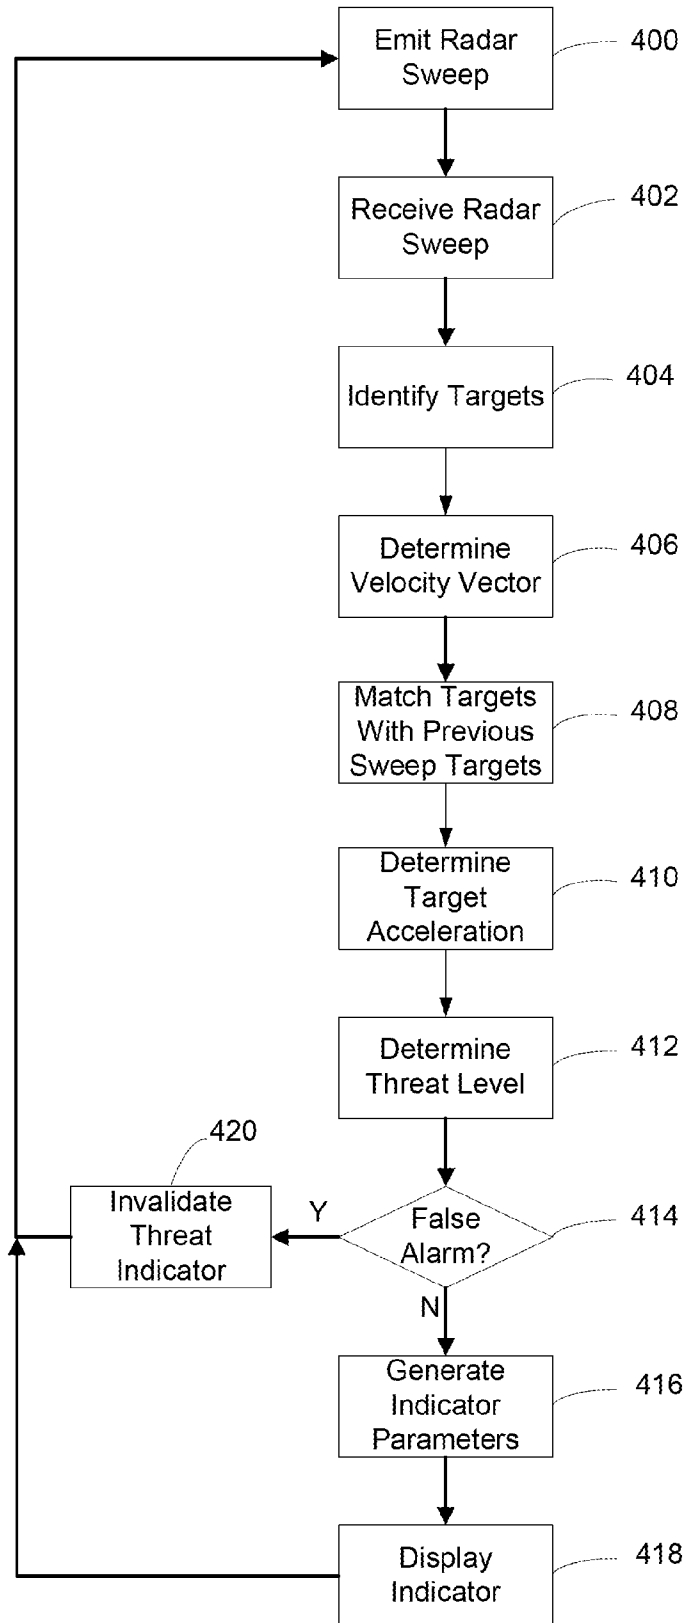 Emit Radar
Sweep
400
Receive Radar
Sweep
402
Identify Targets
404
Determine
Velocity Vector
406
Match Targets
With Previous
Sweep Targets
408
Determine
Target
Acceleration
410
Determine
Threat Level
412
420
Invalidate
Threat
Indicator
Y
False
Alarm?
414
N
Generate
Indicator
Parameters
416
Display
Indicator
418